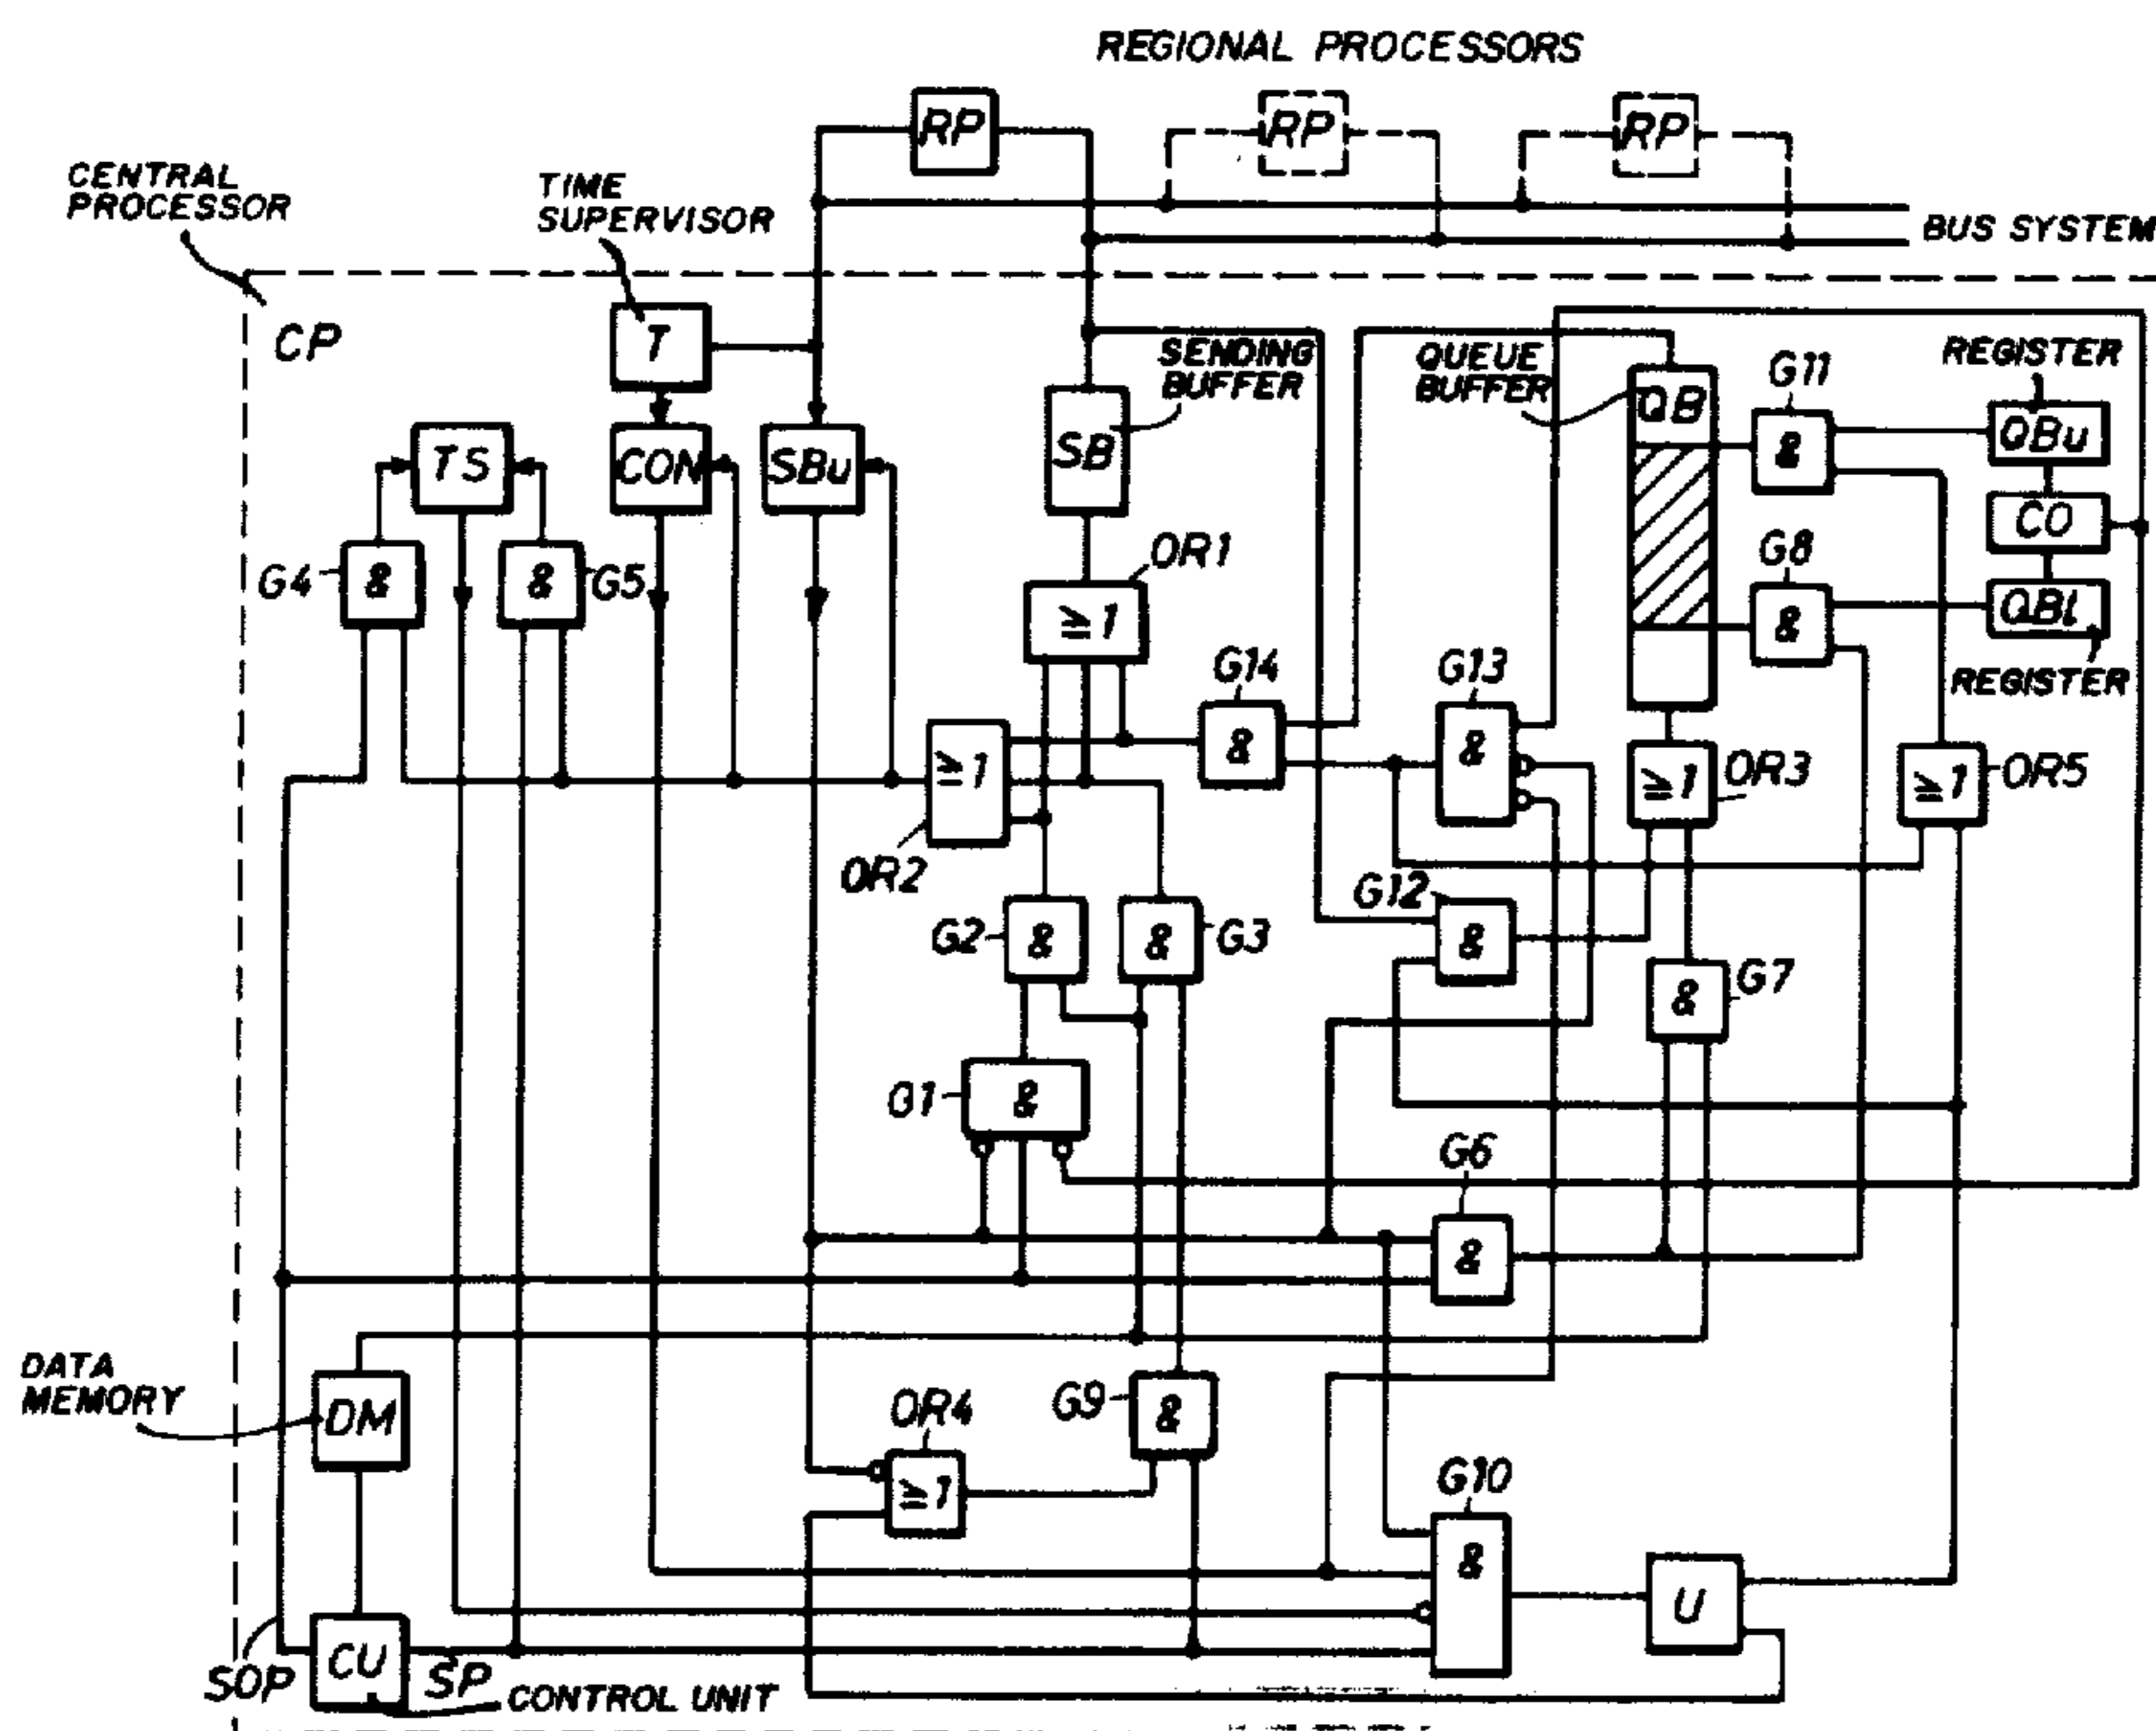 REGIONAL PROCESSORS
RP
RP
RP
CENTRAL
PROCESSOR
TIME
SUPERVISOR
BUS SYSTEM
CP
T
SENDING
BUFFER
QUEUE
BUFFER
REGISTER
QB
G11
&
QBu
TS
CON
SBu
SB
CO
G4
&
&
G5
OR1
≥1
G8
&
QBl
REGISTER
G14
&
G13
&
≥1
OR2
≥1
OR3
≥1
OR5
G2
&
&
G3
G12
&
&
G7
G1
&
G6
&
DATA
MEMORY
DM
OR4
≥1
G9
&
G10
&
U
SOP
CU
SP
CONTROL UNIT